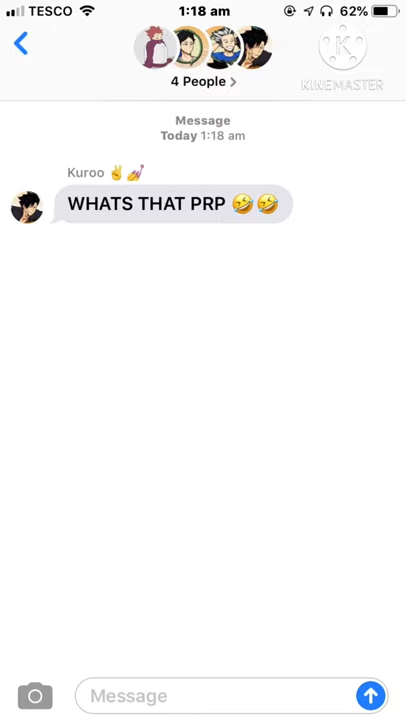 TESCO 1:18 am 62%
K
KINEMASTER
4 People >
Message
Today 1:18 am
Kuroo ✌️💅
WHATS THAT PRP 🤣🤣
Message